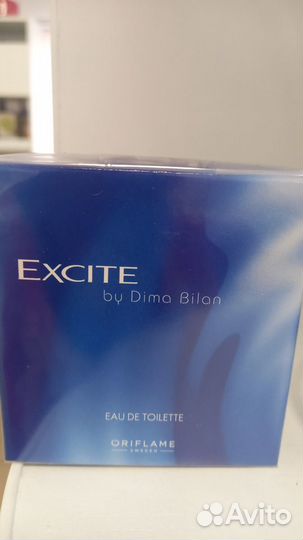 EXCITE
by Dima Bilan
EAU DE TOILETTE
ORIFLAME
SWEDEN
Avito